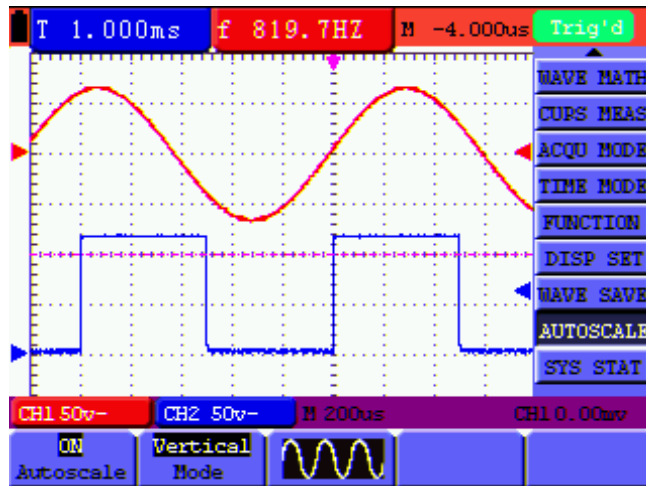 T 1.000ms f 819.7HZ M -4.000us Trig'd
WAVE MATH
CUPS MEAS
ACQU MODE
TIME MODE
FUNCTION
DISP SET
WAVE SAVE
AUTOSCALE
SYS STAT
CH1 50v~ CH2 50v~ M 200us CH1 0.00mv
ON Vertical
Autoscale Mode